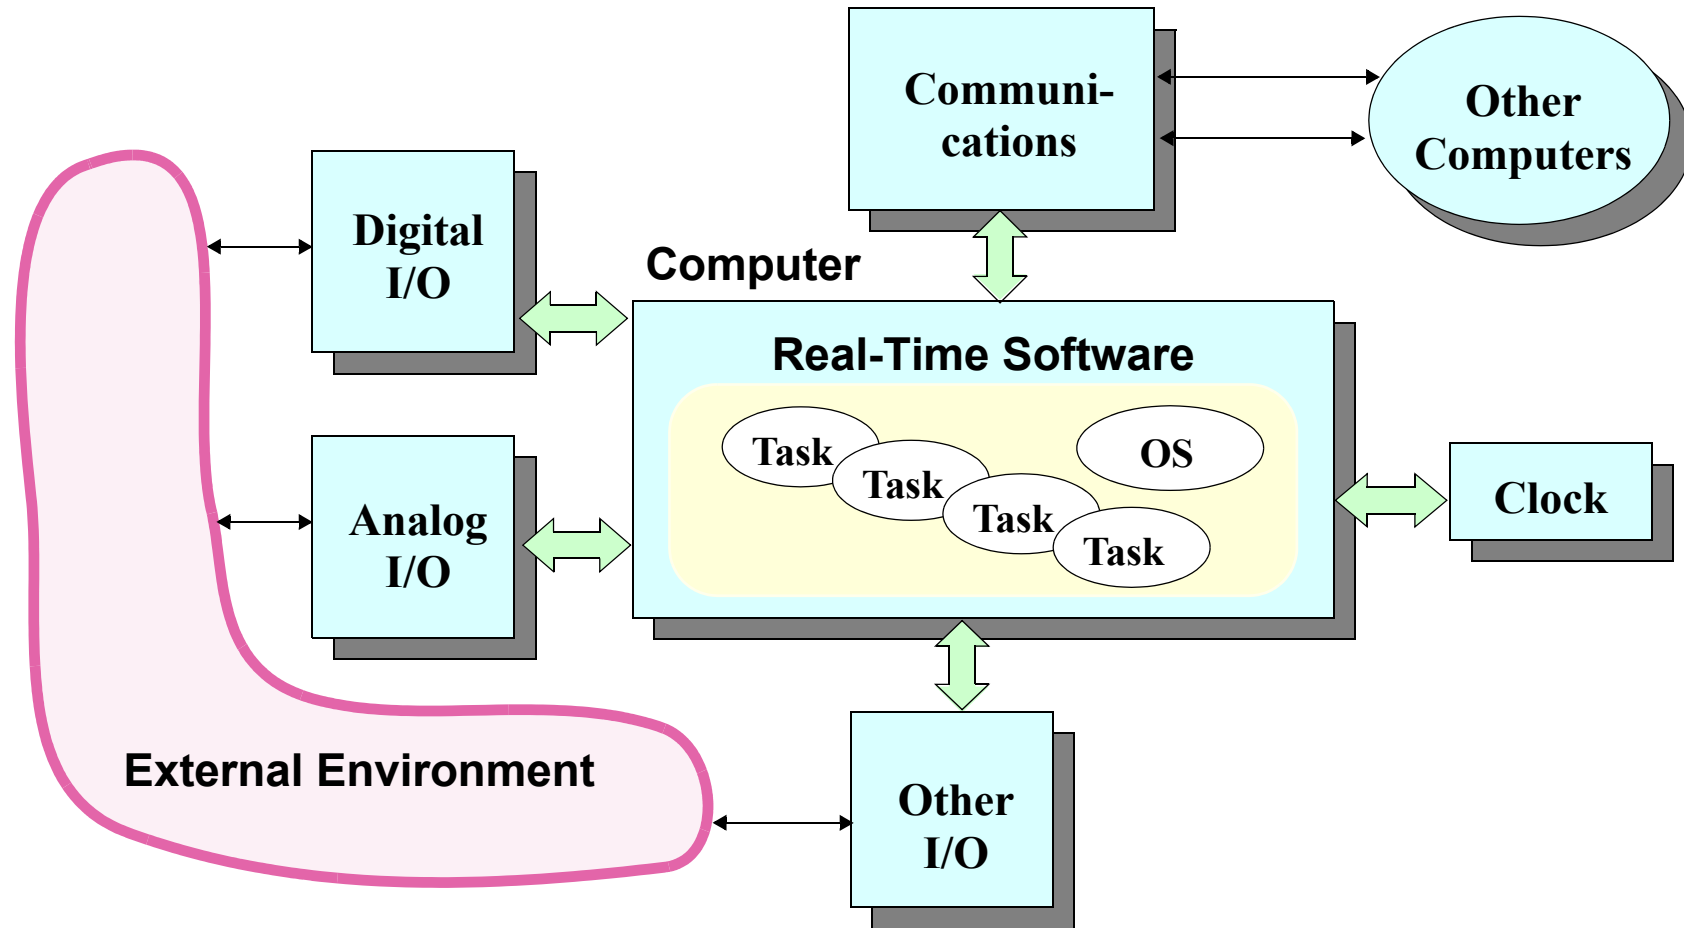 Communi-
cations
Other
Computers
Digital
I/O
Computer
Real-Time Software
Task
Task
Task
Task
OS
Analog
I/O
Clock
External Environment
Other
I/O